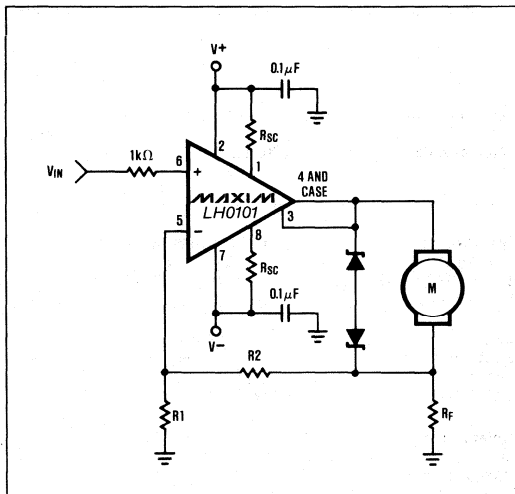 V+
0.1µF
RSC
1kΩ
VIN
2
1
6
+
4 AND
CASE
MAXIM
LH0101
3
5
−
8
7
RSC
0.1µF
V−
M
R2
R1
RF